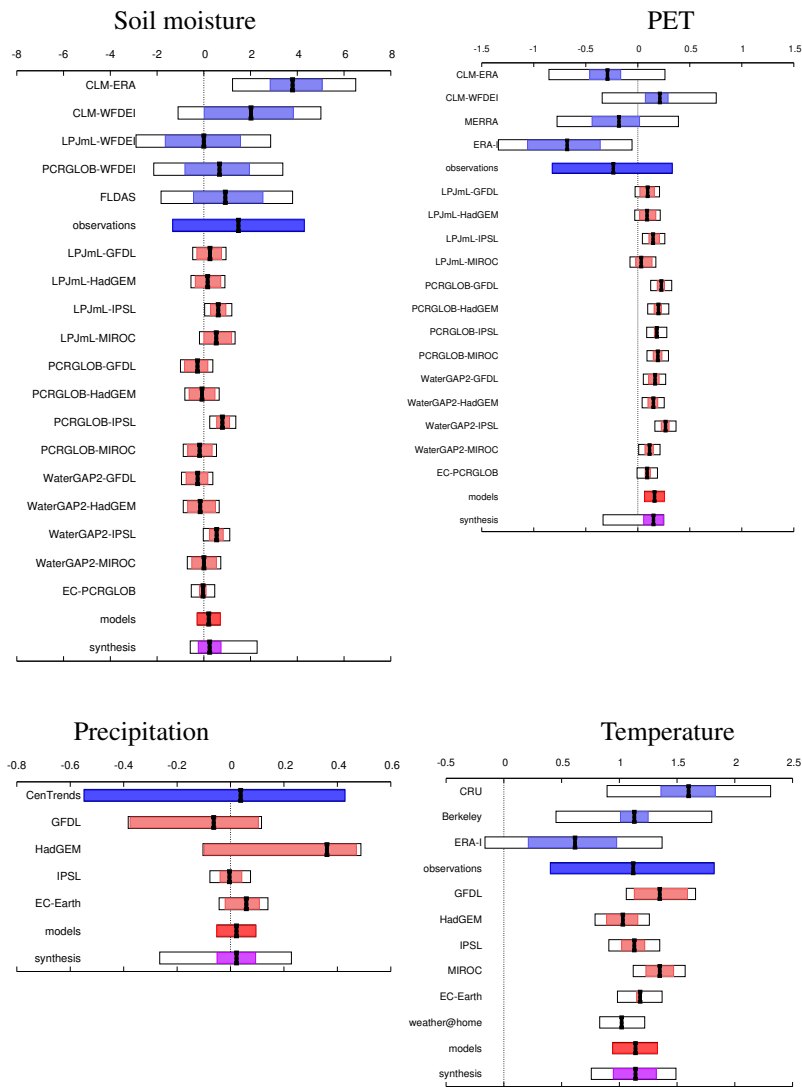 Soil moisture
-8 -6 -4 -2 0 2 4 6 8
CLM-ERA
CLM-WFDEI
LPJmL-WFDEI
PCRGLOB-WFDEI
FLDAS
observations
LPJmL-GFDL
LPJmL-HadGEM
LPJmL-IPSL
LPJmL-MIROC
PCRGLOB-GFDL
PCRGLOB-HadGEM
PCRGLOB-IPSL
PCRGLOB-MIROC
WaterGAP2-GFDL
WaterGAP2-HadGEM
WaterGAP2-IPSL
WaterGAP2-MIROC
EC-PCRGLOB
models
synthesis
PET
-1.5 -1 -0.5 0 0.5 1 1.5
CLM-ERA
CLM-WFDEI
MERRA
ERA-I
observations
LPJmL-GFDL
LPJmL-HadGEM
LPJmL-IPSL
LPJmL-MIROC
PCRGLOB-GFDL
PCRGLOB-HadGEM
PCRGLOB-IPSL
PCRGLOB-MIROC
WaterGAP2-GFDL
WaterGAP2-HadGEM
WaterGAP2-IPSL
WaterGAP2-MIROC
EC-PCRGLOB
models
synthesis
Precipitation
-0.8 -0.6 -0.4 -0.2 0 0.2 0.4 0.6
CenTrends
GFDL
HadGEM
IPSL
EC-Earth
models
synthesis
Temperature
-0.5 0 0.5 1 1.5 2 2.5
CRU
Berkeley
ERA-I
observations
GFDL
HadGEM
IPSL
MIROC
EC-Earth
weather@home
models
synthesis